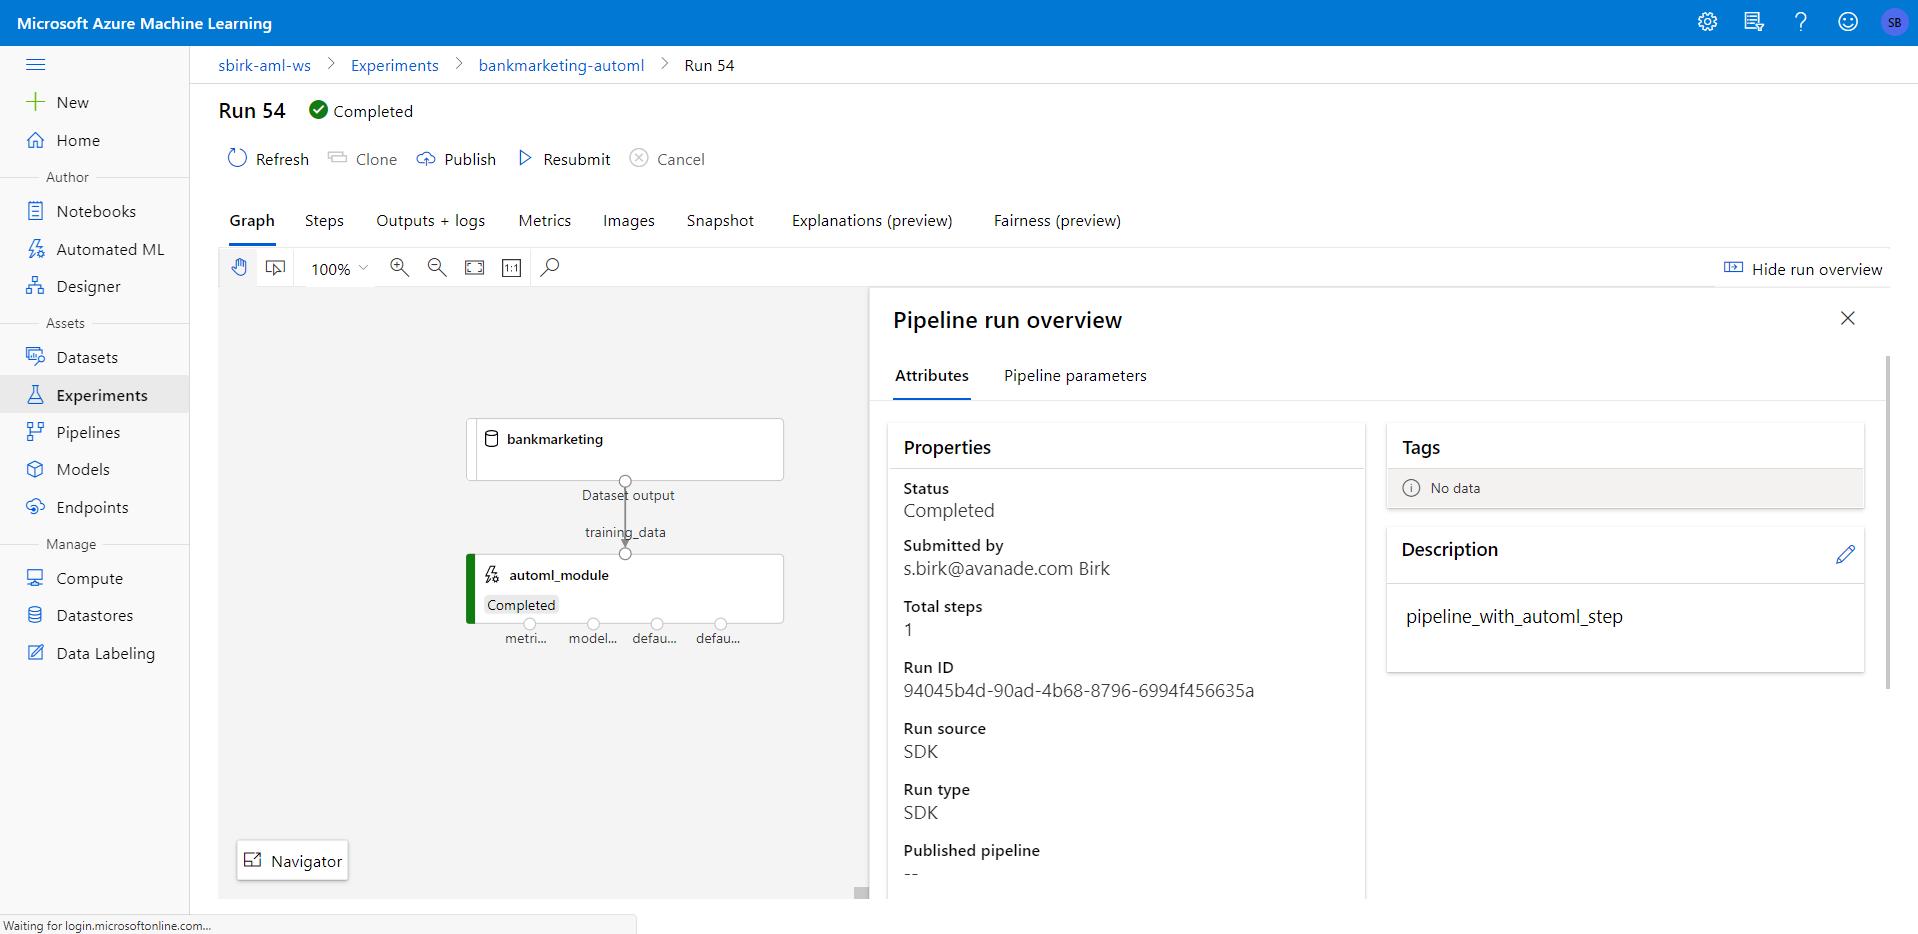 Microsoft Azure Machine Learning
SB
sbirk-aml-ws
Experiments
bankmarketing-automl
Run 54
New
Home
Author
Notebooks
Automated ML
Designer
Assets
Datasets
Experiments
Pipelines
Models
Endpoints
Manage
Compute
Datastores
Data Labeling
Run 54
Completed
Refresh
Clone
Publish
Resubmit
Cancel
Graph
Steps
Outputs + logs
Metrics
Images
Snapshot
Explanations (preview)
Fairness (preview)
100%
1:1
Hide run overview
bankmarketing
Dataset output
training_data
automl_module
Completed
metri...
model...
defau...
defau...
Navigator
Pipeline run overview
Attributes
Pipeline parameters
Properties
Status
Completed
Submitted by
s.birk@avanade.com Birk
Total steps
1
Run ID
94045b4d-90ad-4b68-8796-6994f456635a
Run source
SDK
Run type
SDK
Published pipeline
--
Tags
No data
Description
pipeline_with_automl_step
Waiting for login.microsoftonline.com...